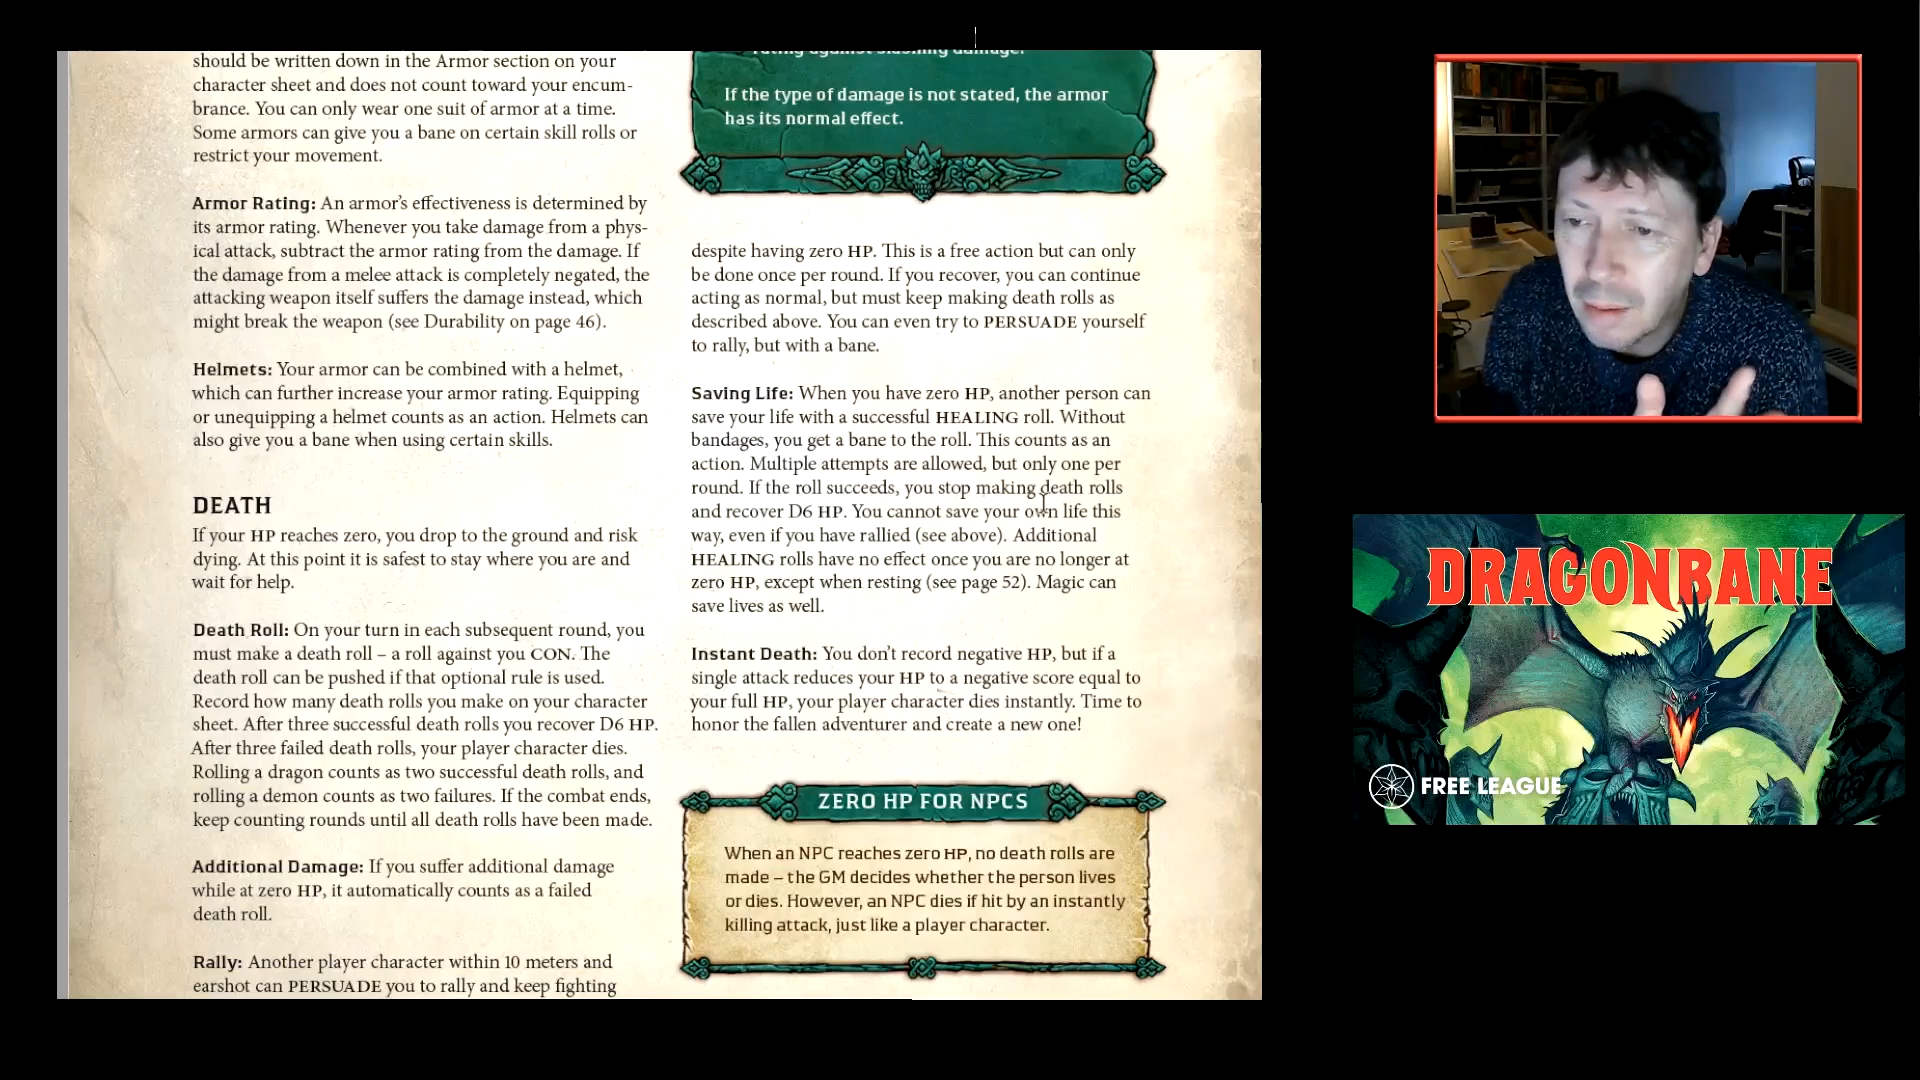 should be written down in the Armor section on your
character sheet and does not count toward your encum-
brance. You can only wear one suit of armor at a time.
Some armors can give you a bane on certain skill rolls or
restrict your movement.
Armor Rating: An armor's effectiveness is determined by
its armor rating. Whenever you take damage from a phys-
ical attack, subtract the armor rating from the damage. If
the damage from a melee attack is completely negated, the
attacking weapon itself suffers the damage instead, which
might break the weapon (see Durability on page 46).
Helmets: Your armor can be combined with a helmet,
which can further increase your armor rating. Equipping
or unequipping a helmet counts as an action. Helmets can
also give you a bane when using certain skills.
DEATH
If your HP reaches zero, you drop to the ground and risk
dying. At this point it is safest to stay where you are and
wait for help.
Death Roll: On your turn in each subsequent round, you
must make a death roll – a roll against you CON. The
death roll can be pushed if that optional rule is used.
Record how many death rolls you make on your character
sheet. After three successful death rolls you recover D6 HP.
After three failed death rolls, your player character dies.
Rolling a dragon counts as two successful death rolls, and
rolling a demon counts as two failures. If the combat ends,
keep counting rounds until all death rolls have been made.
Additional Damage: If you suffer additional damage
while at zero HP, it automatically counts as a failed
death roll.
Rally: Another player character within 10 meters and
earshot can PERSUADE you to rally and keep fighting
rating against slashing damage.
If the type of damage is not stated, the armor
has its normal effect.
despite having zero HP. This is a free action but can only
be done once per round. If you recover, you can continue
acting as normal, but must keep making death rolls as
described above. You can even try to PERSUADE yourself
to rally, but with a bane.
Saving Life: When you have zero HP, another person can
save your life with a successful HEALING roll. Without
bandages, you get a bane to the roll. This counts as an
action. Multiple attempts are allowed, but only one per
round. If the roll succeeds, you stop making death rolls
and recover D6 HP. You cannot save your own life this
way, even if you have rallied (see above). Additional
HEALING rolls have no effect once you are no longer at
zero HP, except when resting (see page 52). Magic can
save lives as well.
Instant Death: You don't record negative HP, but if a
single attack reduces your HP to a negative score equal to
your full HP, your player character dies instantly. Time to
honor the fallen adventurer and create a new one!
ZERO HP FOR NPCS
When an NPC reaches zero HP, no death rolls are
made – the GM decides whether the person lives
or dies. However, an NPC dies if hit by an instantly
killing attack, just like a player character.
DRAGONBANE
FREE LEAGUE